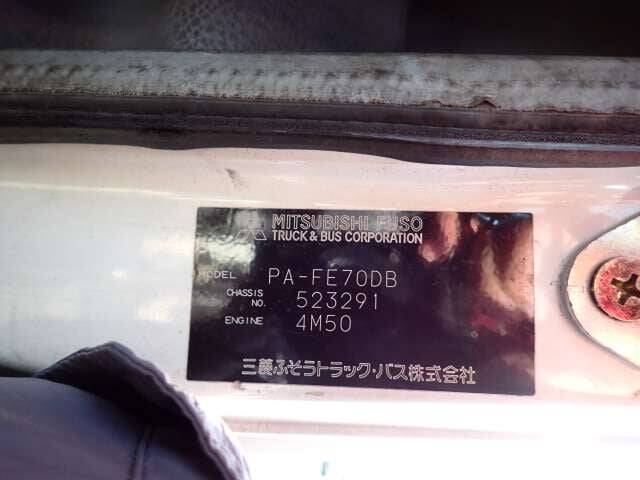 MITSUBISHI FUSO
TRUCK & BUS CORPORATION
MODEL PA-FE70DB
CHASSIS NO. 523291
ENGINE 4M50
三菱ふそうトラック・バス株式会社